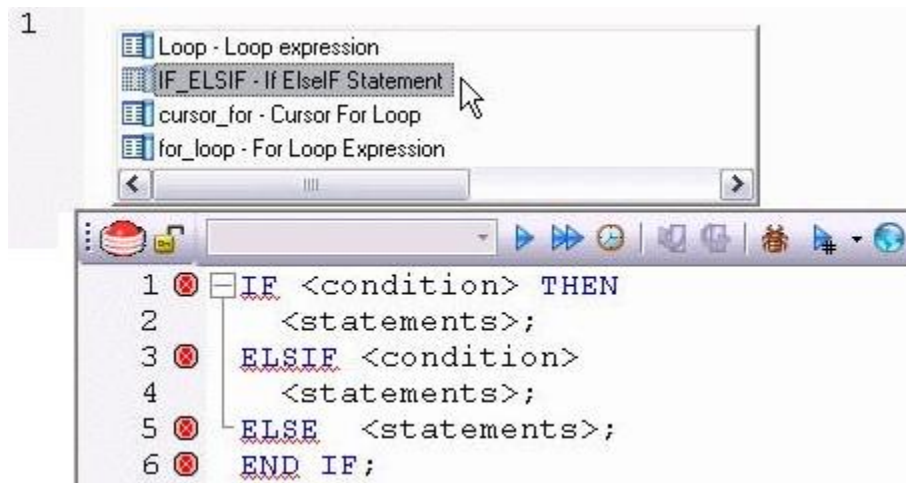 1
Loop - Loop expression
IF_ELSIF - If ElseIF Statement
cursor_for - Cursor For Loop
for_loop - For Loop Expression
1 IF <condition> THEN
2 <statements>;
3 ELSIF <condition>
4 <statements>;
5 ELSE <statements>;
6 END IF;